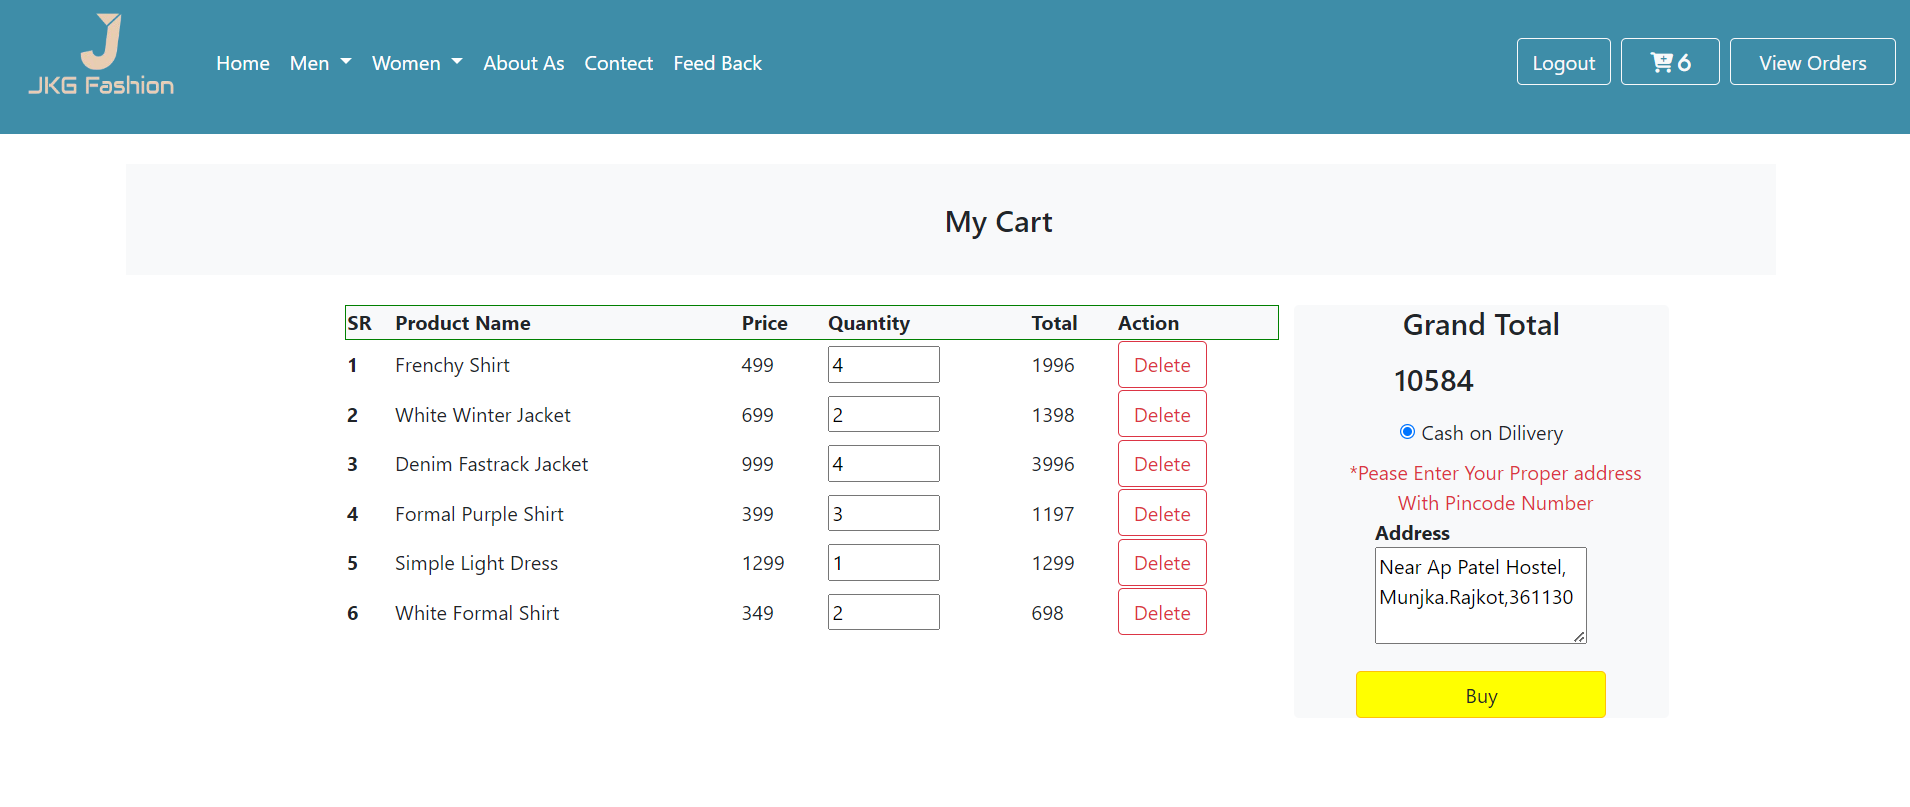 JKG Fashion
Home Men Women About As Contect Feed Back Logout 6 View Orders
My Cart
SR Product Name Price Quantity Total Action
1 Frenchy Shirt 499 4 1996 Delete
2 White Winter Jacket 699 2 1398 Delete
3 Denim Fastrack Jacket 999 4 3996 Delete
4 Formal Purple Shirt 399 3 1197 Delete
5 Simple Light Dress 1299 1 1299 Delete
6 White Formal Shirt 349 2 698 Delete
Grand Total
10584
Cash on Dilivery
*Pease Enter Your Proper address
With Pincode Number
Address
Near Ap Patel Hostel,
Munjka.Rajkot,361130
Buy